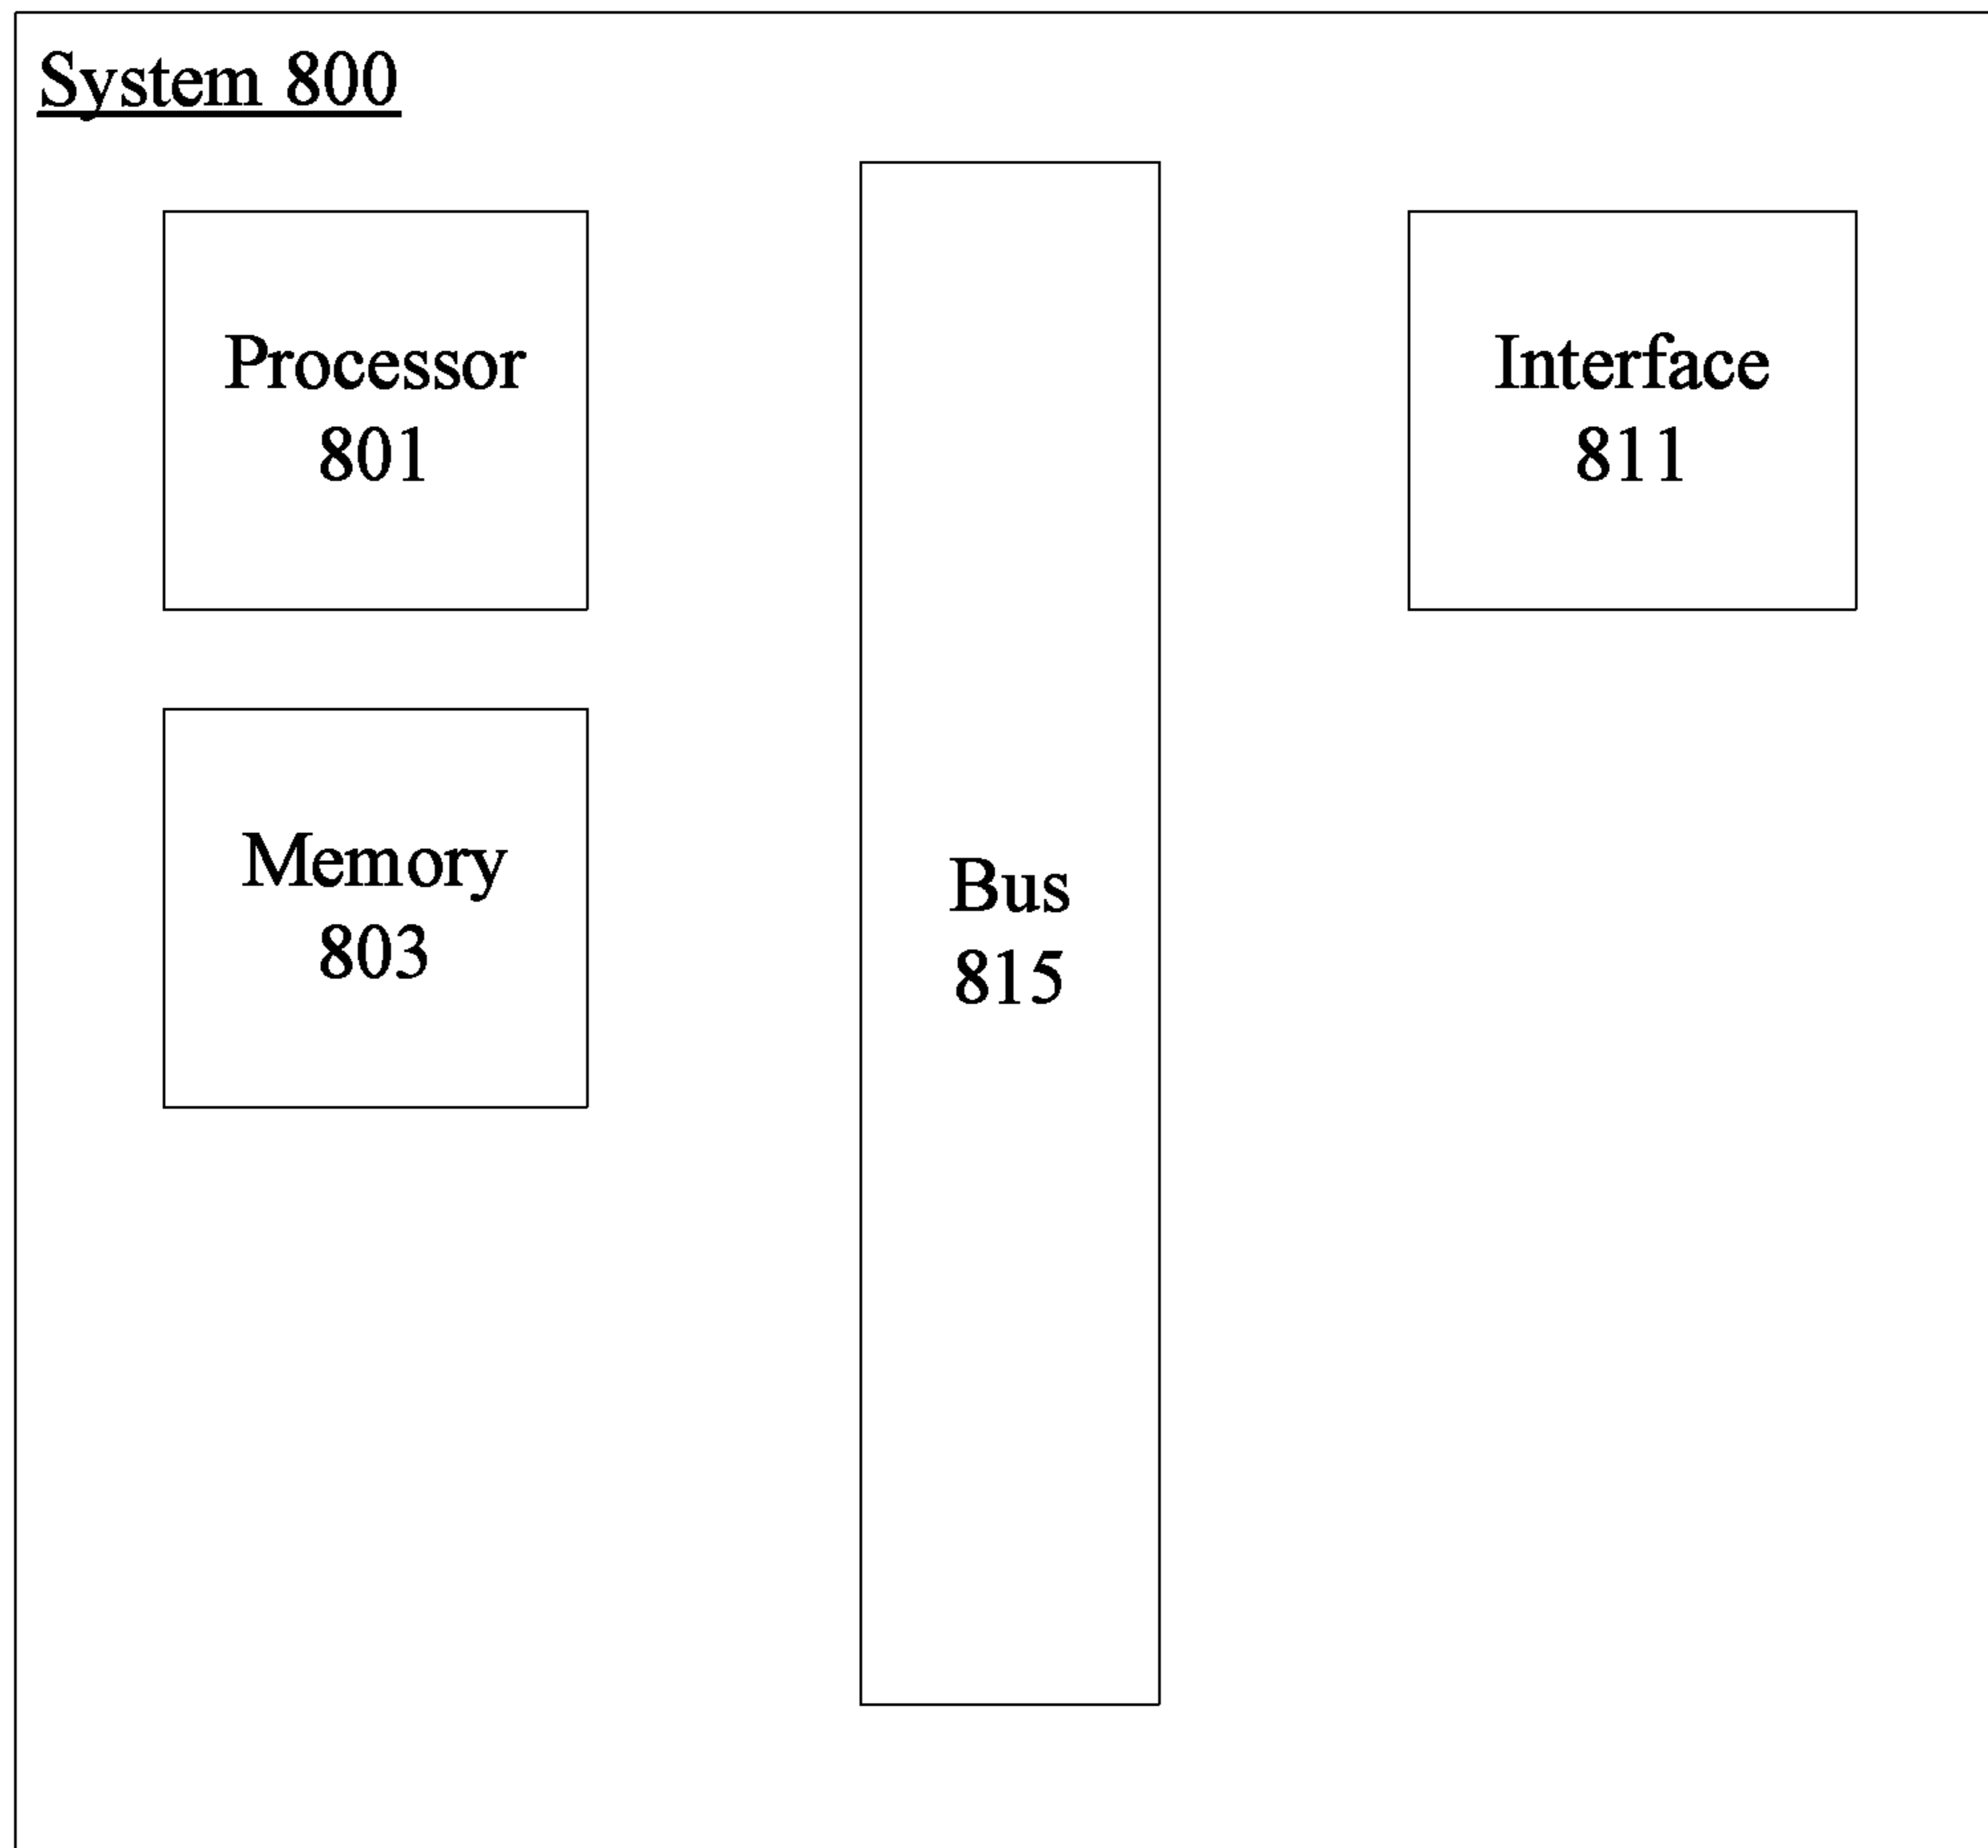 System 800
Processor
801
Interface
811
Memory
803
Bus
815